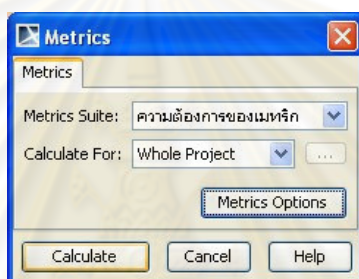 Metrics
Metrics
Metrics Suite: ความต้องการของเมทริก
Calculate For: Whole Project ...
Metrics Options
Calculate Cancel Help